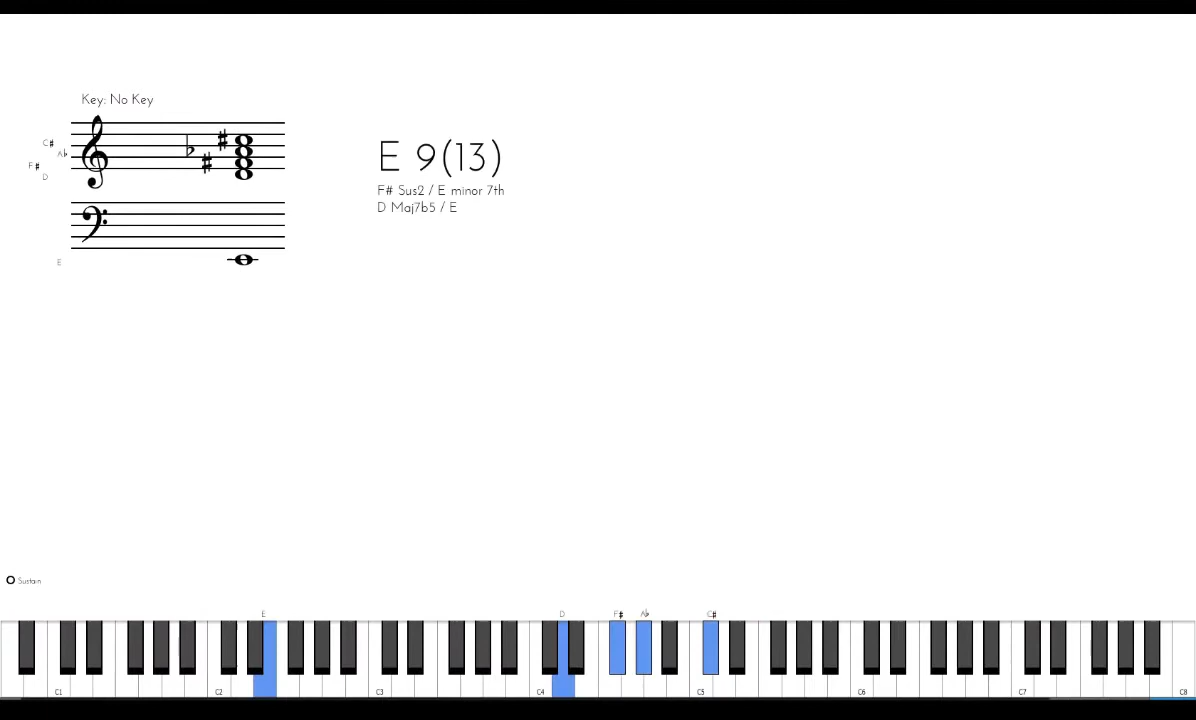 Key: No Key
C#
Ab
F#
D
E
E 9(13)
F# Sus2 / E minor 7th
D Maj7b5 / E
Sustain
E D F# Ab C#
C1 C2 C3 C4 C5 C6 C7 C8